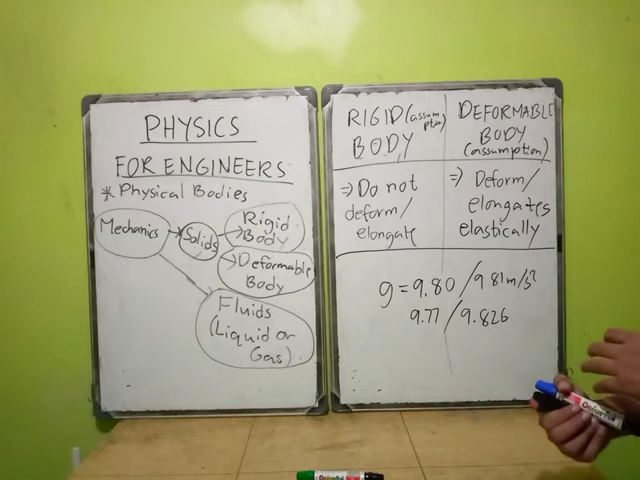 PHYSICS
FOR ENGINEERS
* Physical Bodies
Mechanics
Solids
Rigid
Body
Deformable
Body
Fluids
(Liquid or
Gas)
RIGID (assumption)
BODY
DEFORMABLE
BODY
(assumption)
⇒ Do not
deform/
elongate
⇒ Deform/
elongates
elastically
g = 9.80 / 9.81 m/s²
9.77 / 9.826
Colorful